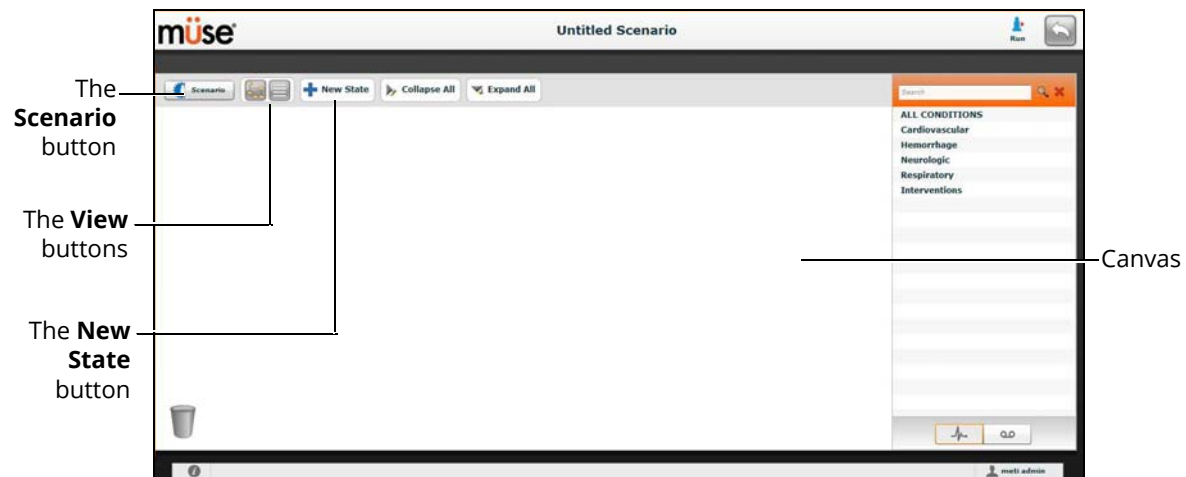 müse
Untitled Scenario
Run
The
Scenario
button
Scenario
New State
Collapse All
Expand All
Search
ALL CONDITIONS
Cardiovascular
Hemorrhage
Neurologic
Respiratory
Interventions
The View
buttons
Canvas
The New
State
button
meti admin